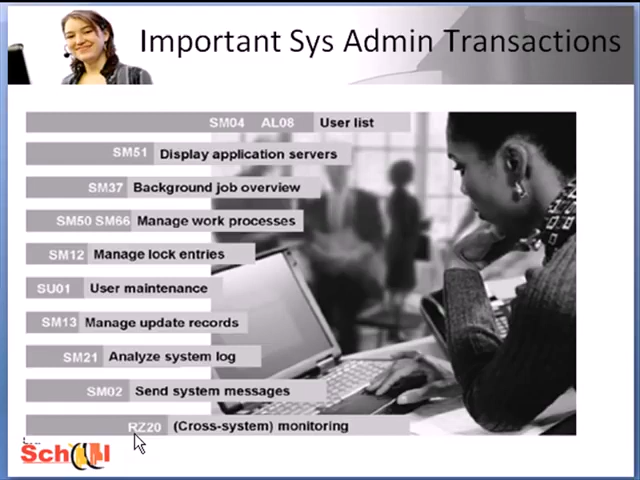 Important Sys Admin Transactions
SM04 AL08 User list
SM51 Display application servers
SM37 Background job overview
SM50 SM66 Manage work processes
SM12 Manage lock entries
SU01 User maintenance
SM13 Manage update records
SM21 Analyze system log
SM02 Send system messages
RZ20 (Cross-system) monitoring
School